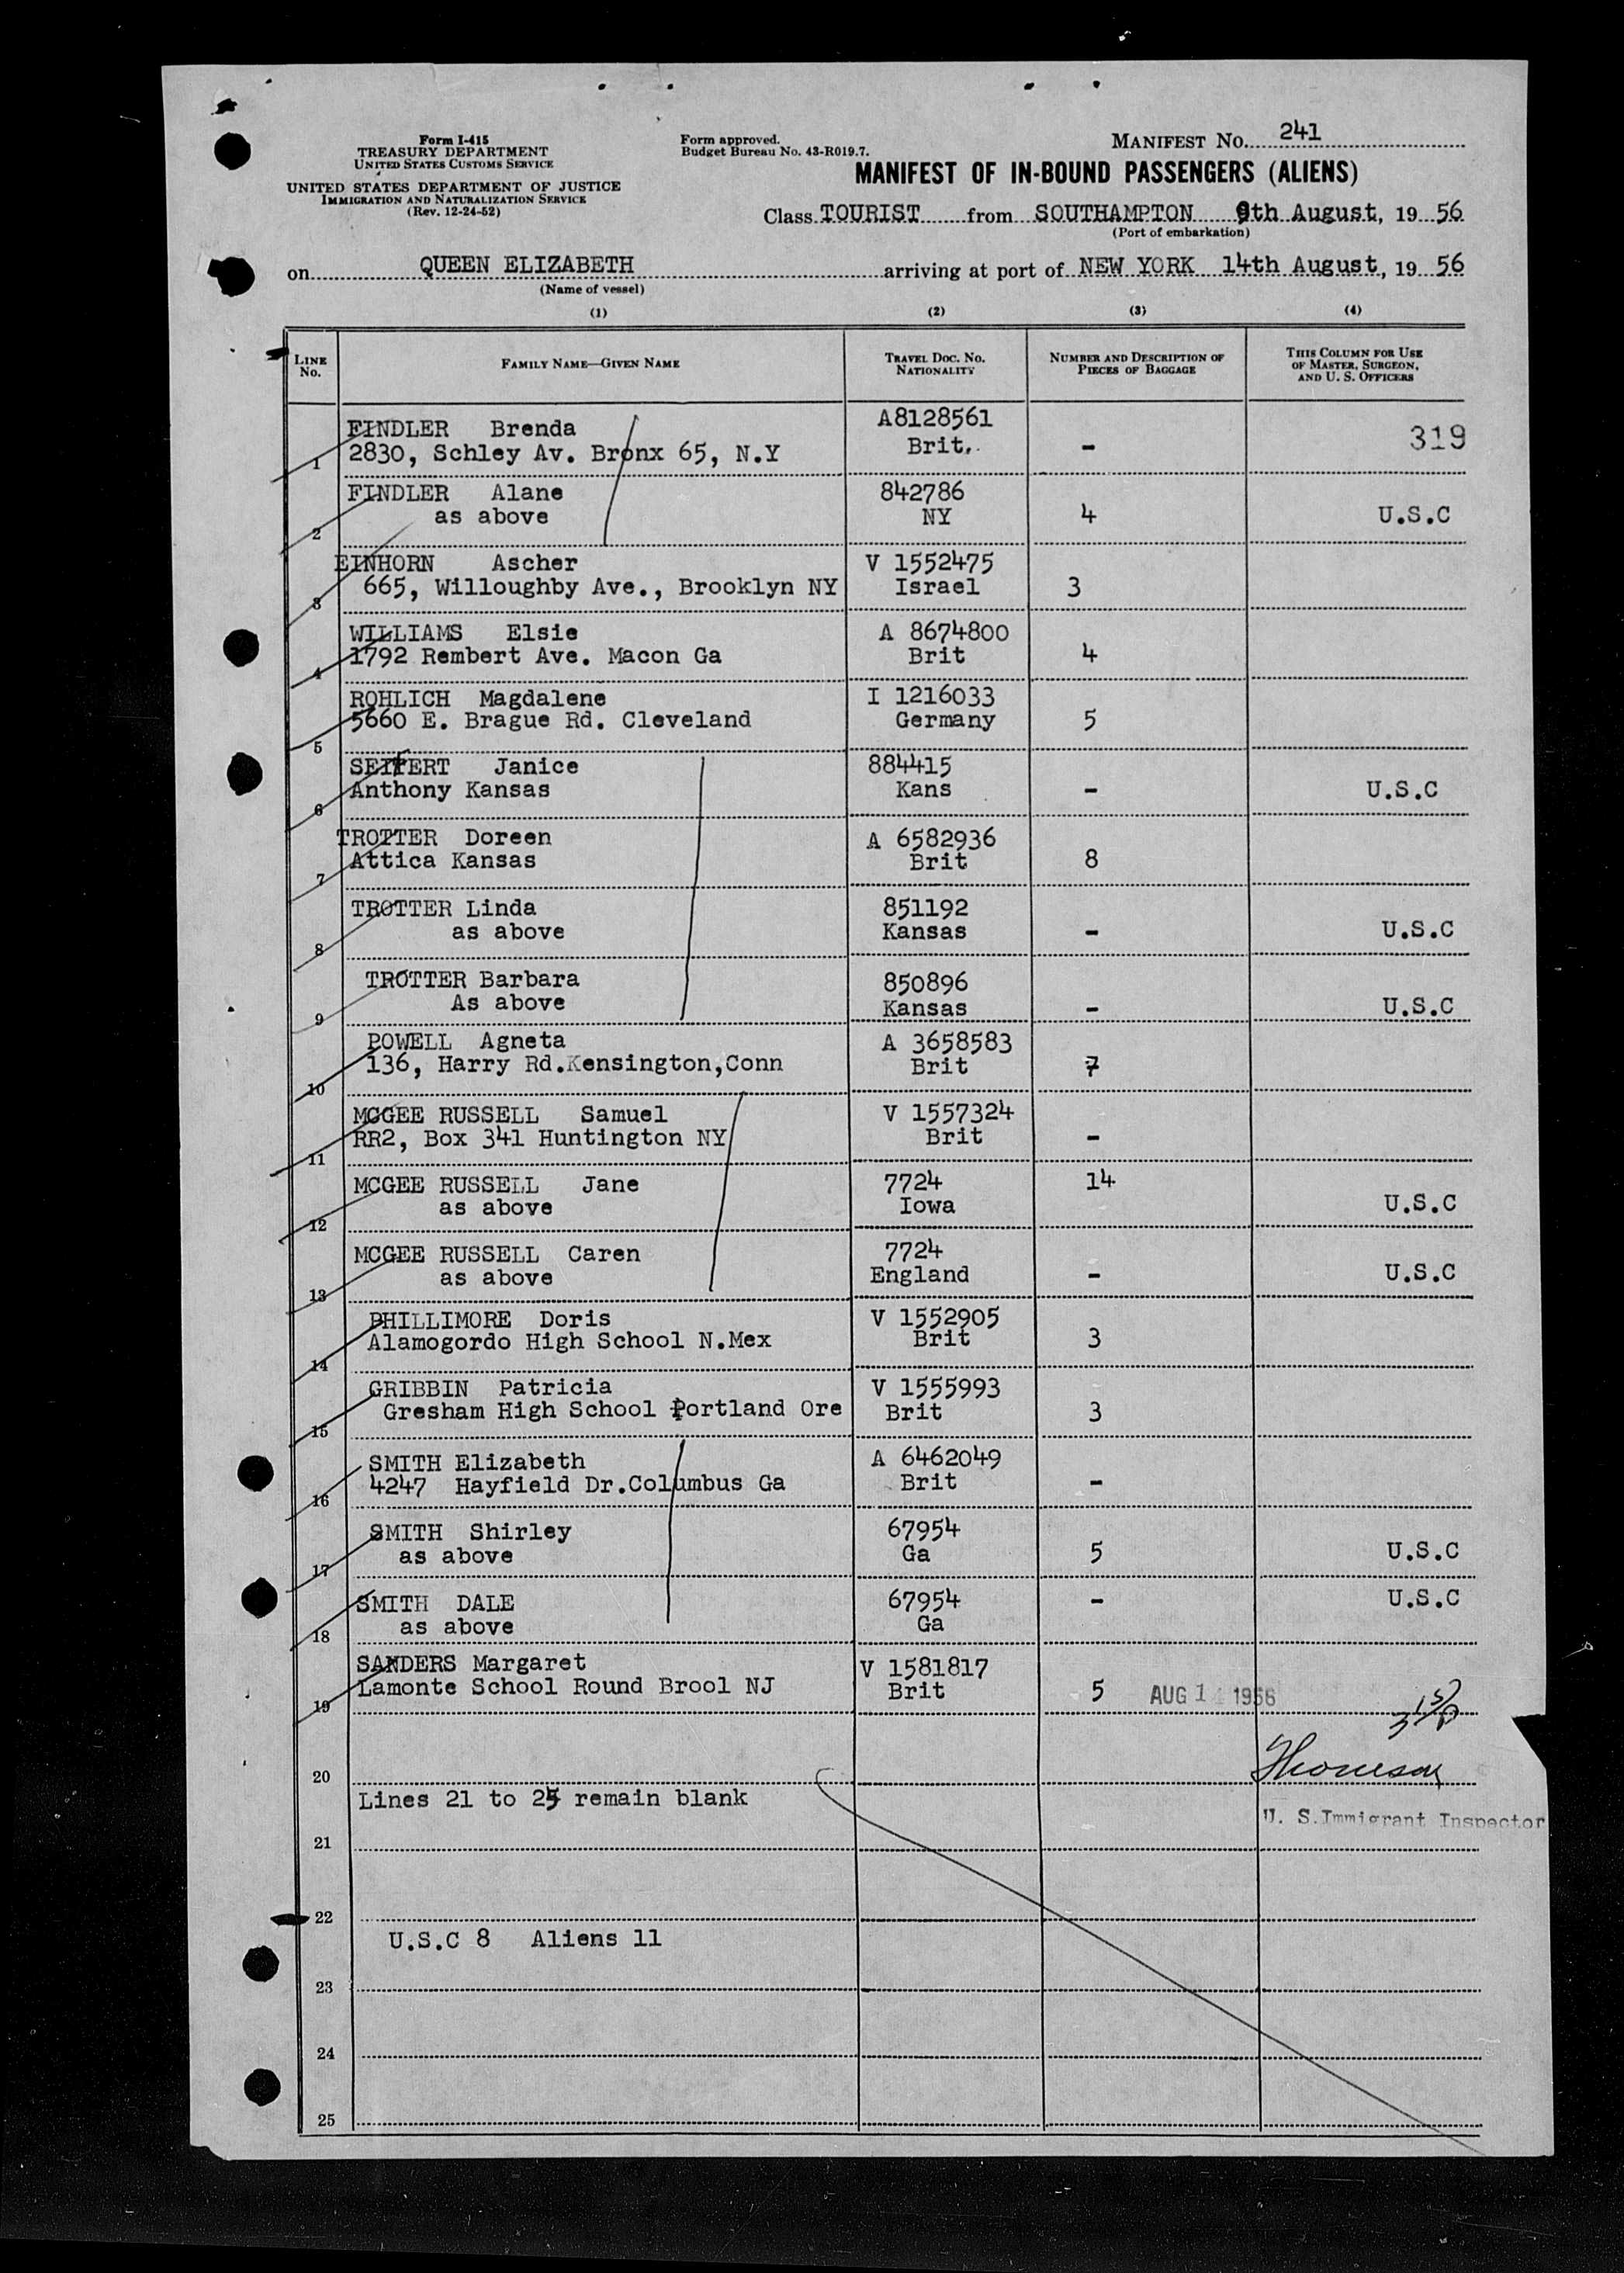 Form I-415
TREASURY DEPARTMENT
UNITED STATES CUSTOMS SERVICE
UNITED STATES DEPARTMENT OF JUSTICE
IMMIGRATION AND NATURALIZATION SERVICE
(Rev. 12-24-52)
Form approved.
Budget Bureau No. 43-R019.7.
MANIFEST No. 241
MANIFEST OF IN-BOUND PASSENGERS (ALIENS)
Class TOURIST from SOUTHAMPTON 9th August, 19 56
(Port of embarkation)
on QUEEN ELIZABETH arriving at port of NEW YORK 14th August, 19 56
(Name of vessel)
(1) (2) (3) (4)
LINE No. FAMILY NAME—GIVEN NAME TRAVEL DOC. No. NATIONALITY NUMBER AND DESCRIPTION OF PIECES OF BAGGAGE THIS COLUMN FOR USE OF MASTER, SURGEON, AND U. S. OFFICERS
FINDLER Brenda A8128561 319
1 2830, Schley Av. Bronx 65, N.Y Brit. -
FINDLER Alane 842786
2 as above NY 4 U.S.C
EINHORN Ascher V 1552475
3 665, Willoughby Ave., Brooklyn NY Israel 3
WILLIAMS Elsie A 8674800
4 1792 Rembert Ave. Macon Ga Brit 4
ROHLICH Magdalene I 1216033
5 5660 E. Brague Rd. Cleveland Germany 5
SEIFFERT Janice 884415
6 Anthony Kansas Kans - U.S.C
TROTTER Doreen A 6582936
7 Attica Kansas Brit 8
TROTTER Linda 851192
8 as above Kansas - U.S.C
TROTTER Barbara 850896
9 As above Kansas - U.S.C
POWELL Agneta A 3658583
10 136, Harry Rd.Kensington,Conn Brit 7
MCGEE RUSSELL Samuel V 1557324
11 RR2, Box 341 Huntington NY Brit -
MCGEE RUSSELL Jane 7724 14
12 as above Iowa U.S.C
MCGEE RUSSELL Caren 7724
13 as above England - U.S.C
PHILLIMORE Doris V 1552905
14 Alamogordo High School N.Mex Brit 3
GRIBBIN Patricia V 1555993
15 Gresham High School Portland Ore Brit 3
SMITH Elizabeth A 6462049
16 4247 Hayfield Dr.Columbus Ga Brit -
SMITH Shirley 67954
17 as above Ga 5 U.S.C
SMITH DALE 67954 - U.S.C
18 as above Ga
SANDERS Margaret V 1581817
19 Lamonte School Round Brool NJ Brit 5 AUG 14 1956
20
Lines 21 to 25 remain blank
U. S. Immigrant Inspector
21
22
U.S.C 8 Aliens 11
23
24
25